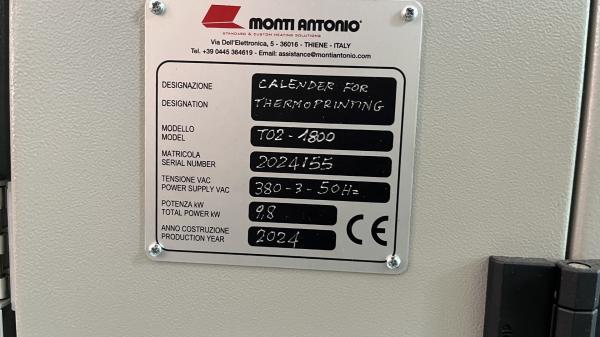 MONTI ANTONIO®
STANDARD & CUSTOM HEATING SOLUTIONS
Via Dell'Elettronica, 5 - 36016 - THIENE - ITALY
Tel. +39 0445 364619 - Email: assistance@montiantonio.com
DESIGNAZIONE CALENDER FOR
DESIGNATION THERMOPRINTING
MODELLO
MODEL T02-1800
MATRICOLA
SERIAL NUMBER 2024155
TENSIONE VAC
POWER SUPPLY VAC 380-3-50Hz
POTENZA kW
TOTAL POWER kW 9,8
ANNO COSTRUZIONE
PRODUCTION YEAR 2024
CE